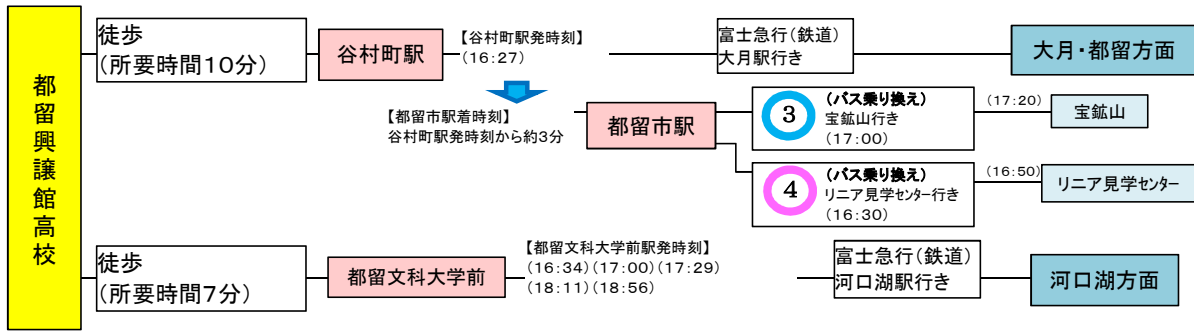 都留興譲館高校
徒歩
(所要時間10分)
谷村町駅
【谷村町駅発時刻】
(16:27)
富士急行(鉄道)
大月駅行き
大月・都留方面
【都留市駅着時刻】
谷村町駅発時刻から約3分
都留市駅
3
(バス乗り換え)
宝鉱山行き
(17:00)
(17:20)
宝鉱山
4
(バス乗り換え)
リニア見学センター行き
(16:30)
(16:50)
リニア見学センター
徒歩
(所要時間7分)
都留文科大学前
【都留文科大学前駅発時刻】
(16:34)(17:00)(17:29)
(18:11)(18:56)
富士急行(鉄道)
河口湖駅行き
河口湖方面